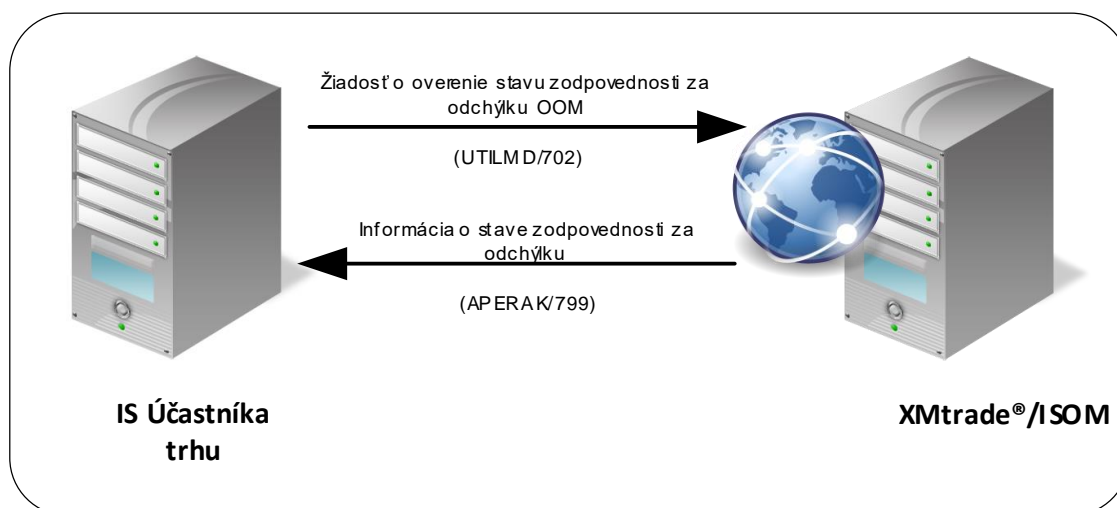 Žiadosť o overenie stavu zodpovednosti za
odchýlku OOM
(UTILMD/702)
Informácia o stave zodpovednosti za
odchýlku
(APERAK/799)
IS Účastníka
trhu
XMtrade®/ISOM